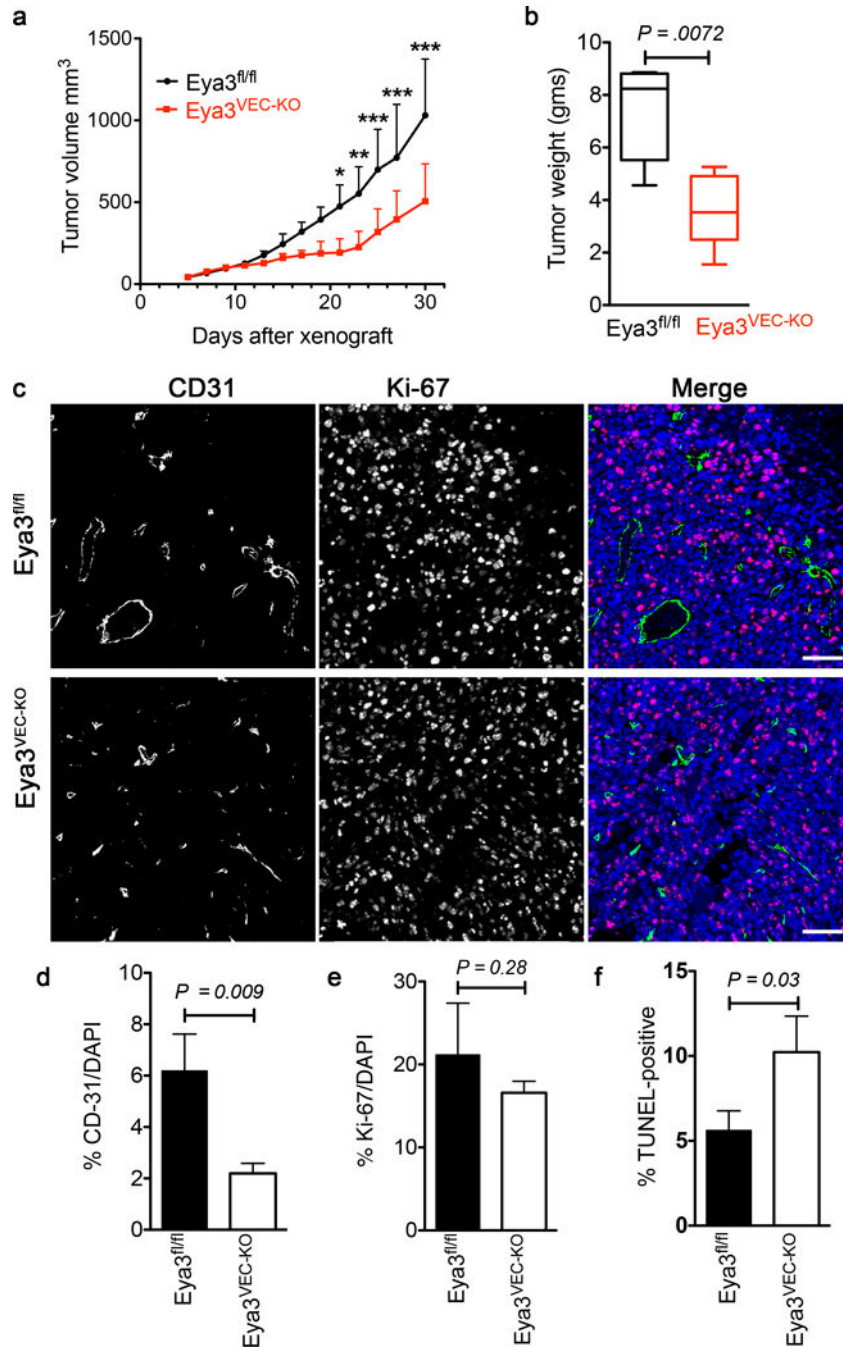 a
1500
1000
500
0
Tumor volume mm³
Eya3fl/fl
Eya3VEC-KO
*
**
***
***
***
0 10 20 30
Days after xenograft
b
P = .0072
10
8
6
4
2
0
Tumor weight (gms)
Eya3fl/fl
Eya3VEC-KO
c
CD31 Ki-67 Merge
Eya3fl/fl
Eya3VEC-KO
d
P = 0.009
10
8
6
4
2
0
% CD-31/DAPI
Eya3fl/fl
Eya3VEC-KO
e
P = 0.28
30
20
10
0
% Ki-67/DAPI
Eya3fl/fl
Eya3VEC-KO
f
P = 0.03
15
10
5
0
% TUNEL-positive
Eya3fl/fl
Eya3VEC-KO